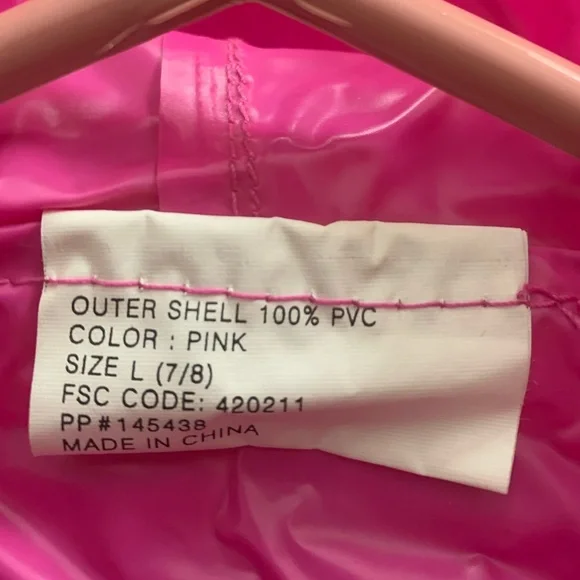 OUTER SHELL 100% PVC
COLOR : PINK
SIZE L (7/8)
FSC CODE: 420211
PP#145438
MADE IN CHINA